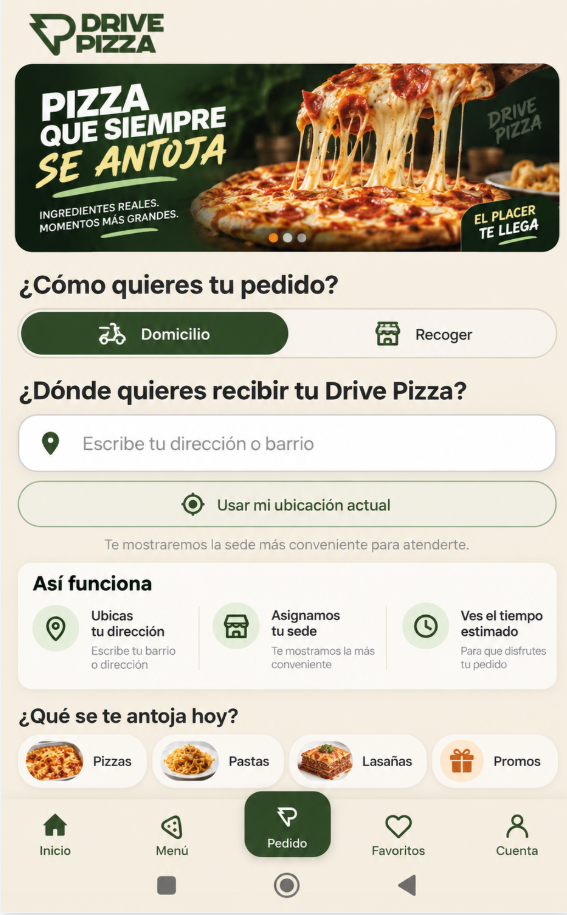 DRIVE
PIZZA
PIZZA
QUE SIEMPRE
SE ANTOJA
INGREDIENTES REALES.
MOMENTOS MÁS GRANDES.
DRIVE
PIZZA
EL PLACER
TE LLEGA
¿Cómo quieres tu pedido?
Domicilio
Recoger
¿Dónde quieres recibir tu Drive Pizza?
Escribe tu dirección o barrio
Usar mi ubicación actual
Te mostraremos la sede más conveniente para atenderte.
Así funciona
Ubicas
tu dirección
Escribe tu barrio
o dirección
Asignamos
tu sede
Te mostramos la más
conveniente
Ves el tiempo
estimado
Para que disfrutes
tu pedido
¿Qué se te antoja hoy?
Pizzas
Pastas
Lasañas
Promos
Inicio
Menú
Pedido
Favoritos
Cuenta